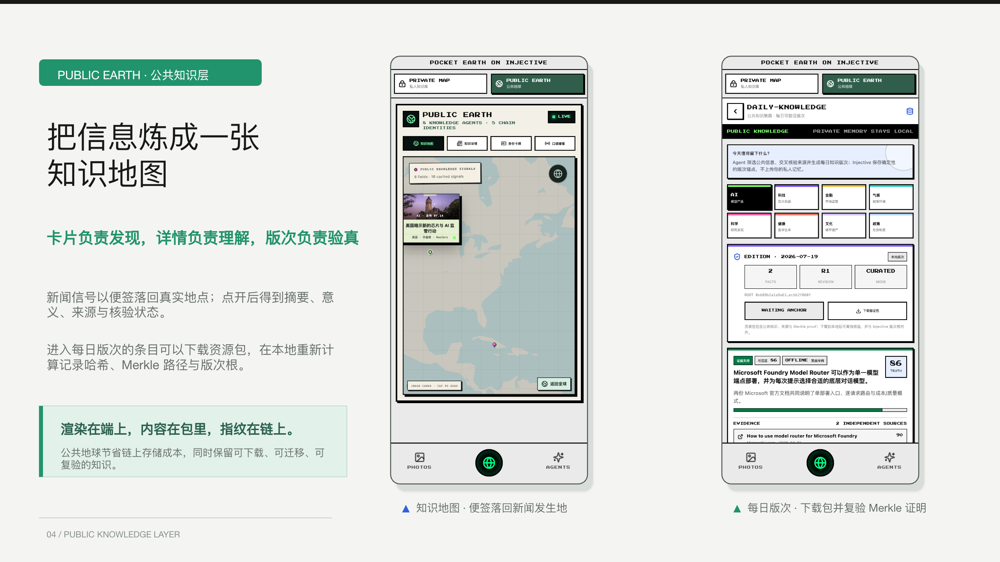 PUBLIC EARTH · 公共知识层
把信息炼成一张
知识地图
卡片负责发现，详情负责理解，版次负责验真
新闻信号以便签落回真实地点；点开后得到摘要、意
义、来源与核验状态。
进入每日版次的条目可以下载资源包，在本地重新计
算记录哈希、Merkle 路径与版次根。
渲染在端上，内容在包里，指纹在链上。
公共地球节省链上存储成本，同时保留可下载、可迁移、可
复验的知识。
04 / PUBLIC KNOWLEDGE LAYER
POCKET EARTH ON INJECTIVE
PRIVATE MAP
私人知识库
PUBLIC EARTH
公共地球
PUBLIC EARTH
8 KNOWLEDGE AGENTS · 5 CHAIN
IDENTITIES
LIVE
知识地图
知识详情
身份卡牌
口袋播客
PUBLIC KNOWLEDGE SIGNALS
8 fields · 16 cached signals
AI · 发布 07.14
美国暗示新的芯片与 AI 监
管行动
美国 · 华盛顿 · Reuters
IMAGE CARDS · TAP TO READ
返回全球
PHOTOS
AGENTS
▲ 知识地图 · 便签落回新闻发生地
POCKET EARTH ON INJECTIVE
PRIVATE MAP
私人知识库
PUBLIC EARTH
公共地球
DAILY-KNOWLEDGE
公共知识策展 · 每日可验证版次
PUBLIC KNOWLEDGE
PRIVATE MEMORY STAYS LOCAL
今天值得留下什么？
Agent 筛选公共信息、交叉核验来源并生成每日知识版次；Injective 保存确定性
的版次锚点，不上传你的私人记忆。
AI
模型产品
科技
芯片机器
金融
市场监管
气候
能源环境
科学
研究发现
健康
医学生命
文化
城市遗产
政策
社会制度
EDITION · 2026-07-19
本地版次
2
FACTS
R1
REVISION
CURATED
MODE
ROOT 0xb89b2a1a9a61…ecbb2f860f
WAITING ANCHOR
下载验证包
资源包包含公共知识、来源与 Merkle proof；下载到本地后可离线核验，并与 Injective 版次根对
齐。
证据支持
可信度 86
OFFLINE 策展样例
86
TRUTH
Microsoft Foundry Model Router 可以作为单一模型
端点部署，并为每次提示选择合适的底层对话模型。
两份 Microsoft 官方文档共同说明了单部署入口、逐请求路由与成本/质量模
式。
EVIDENCE
2 INDEPENDENT SOURCES
How to use model router for Microsoft Foundry
90
PHOTOS
AGENTS
▲ 每日版次 · 下载包并复验 Merkle 证明